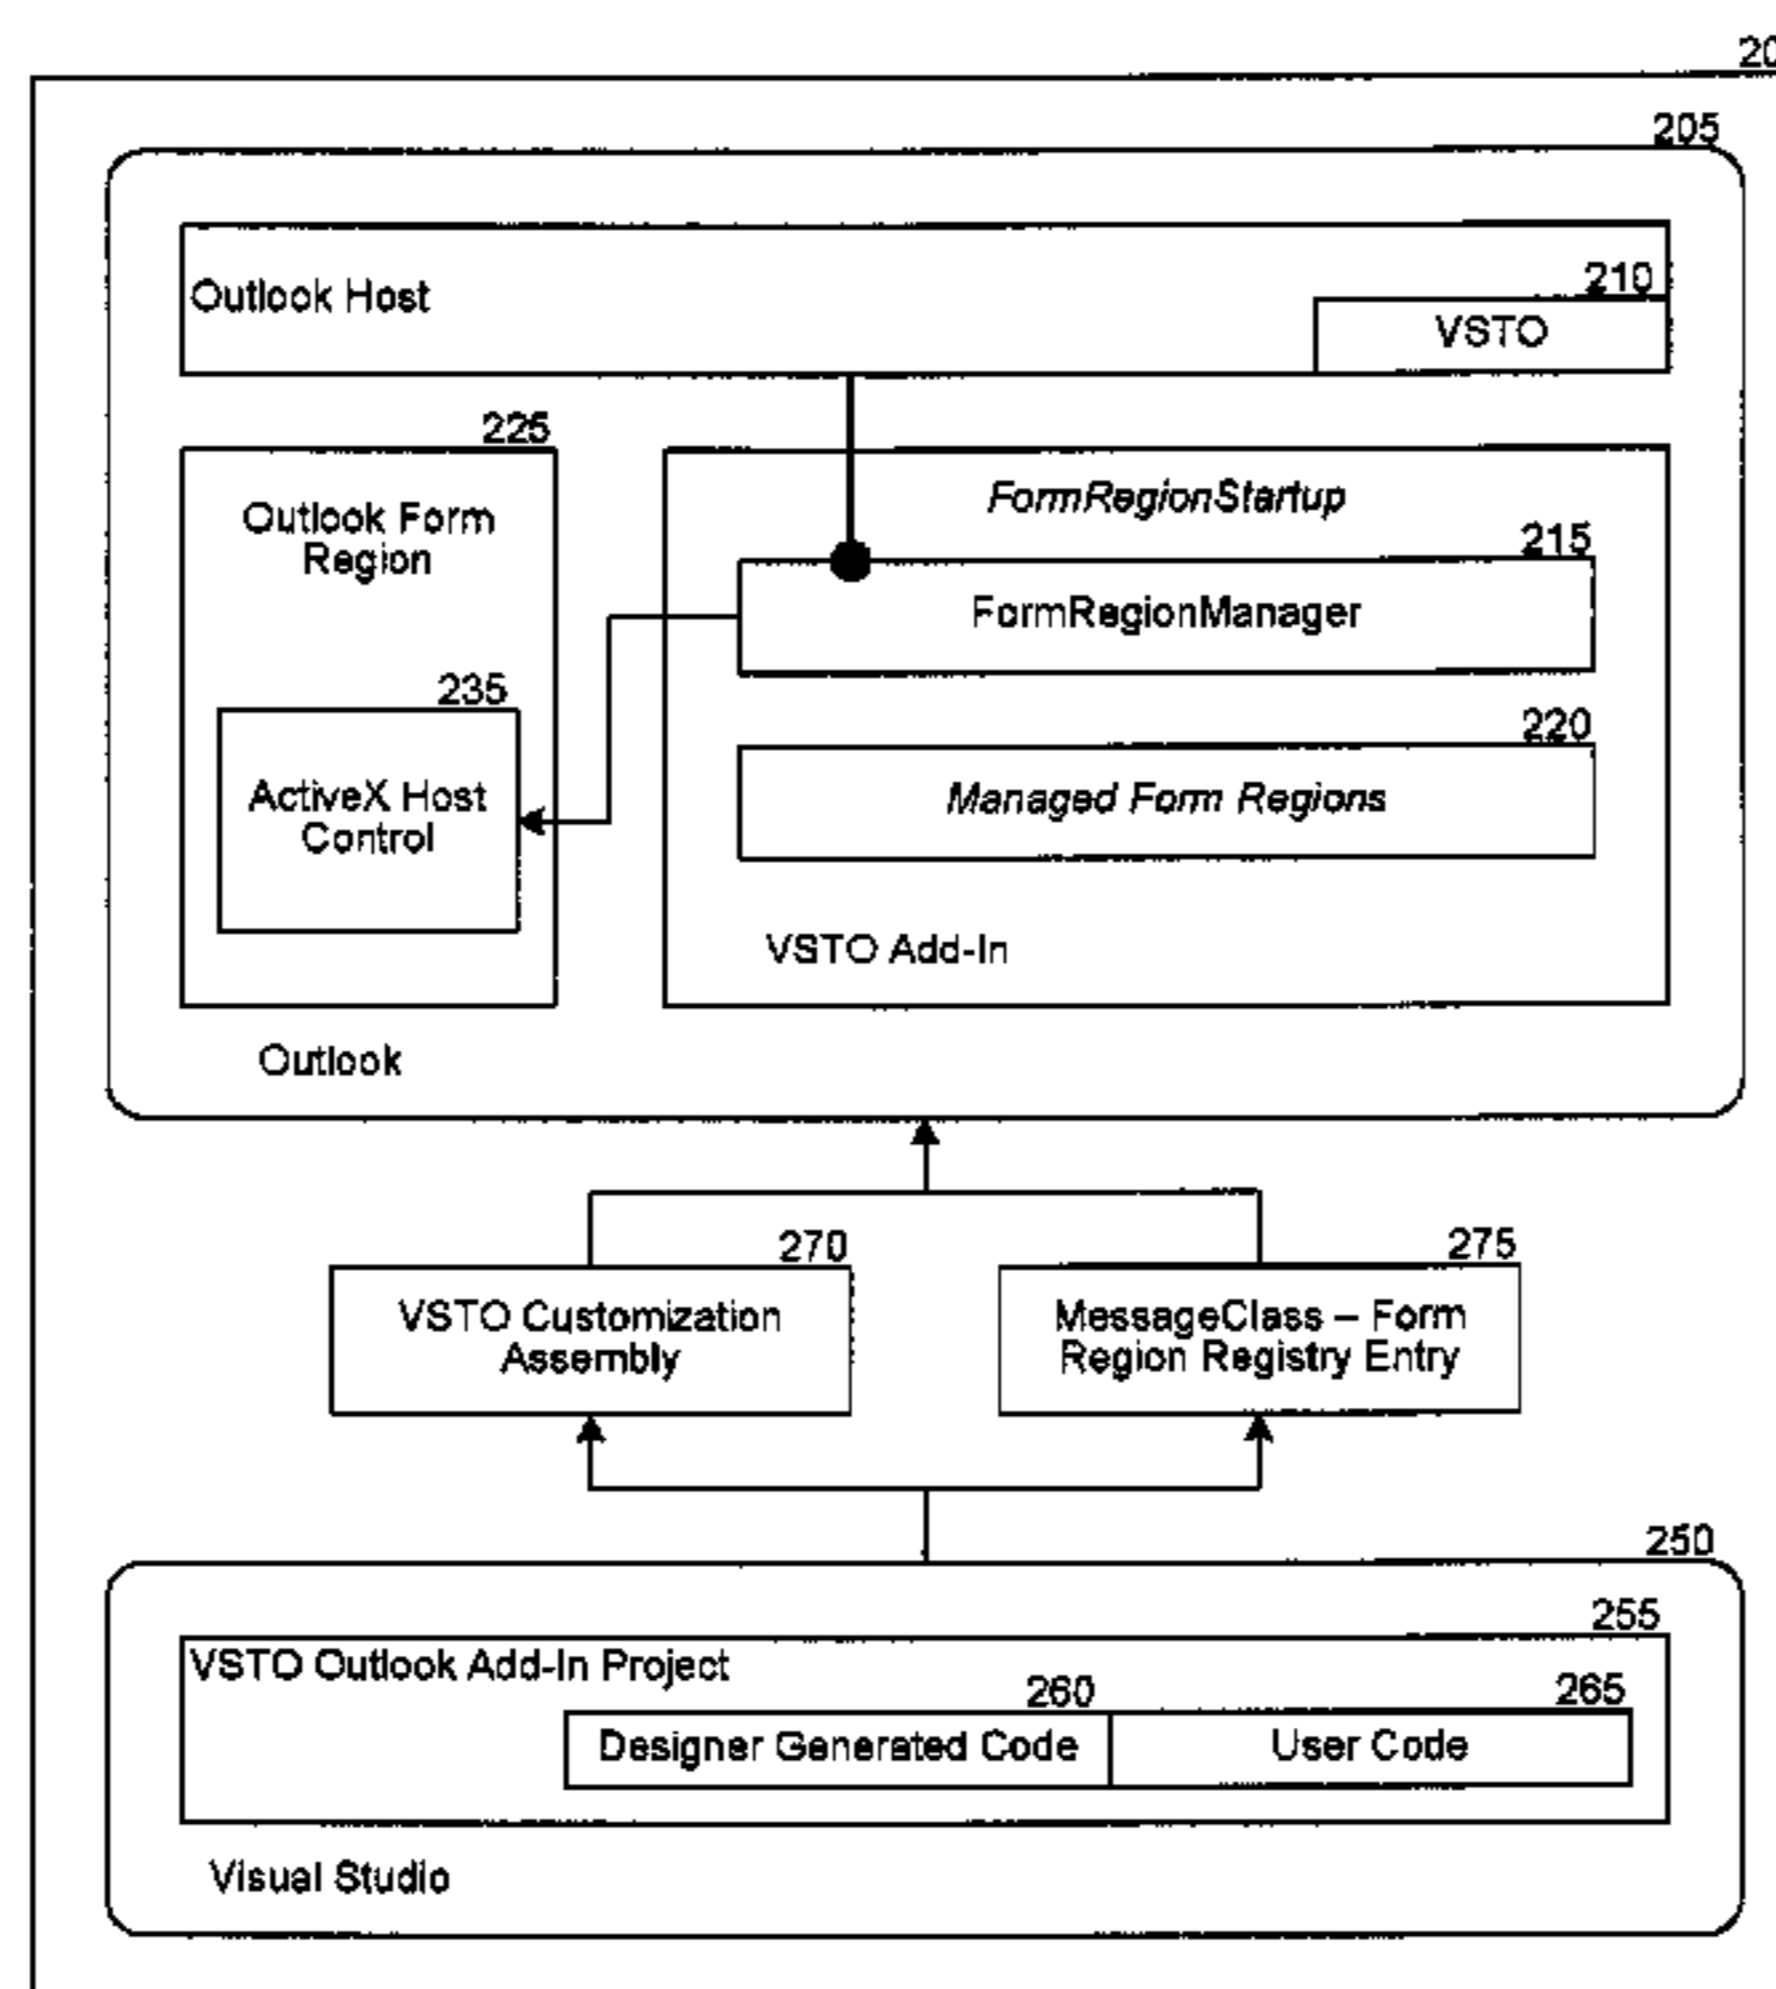 205
210
Outlook Host
VSTO
225
FormRegionStartup
Outlook Form
Region
215
FormRegionManager
235
220
ActiveX Host
Control
Managed Form Regions
VSTO Add-In
Outlook
270
275
VSTO Customization
Assembly
MessageClass – Form
Region Registry Entry
250
255
VSTO Outlook Add-In Project
260
265
Designer Generated Code
User Code
Visual Studio